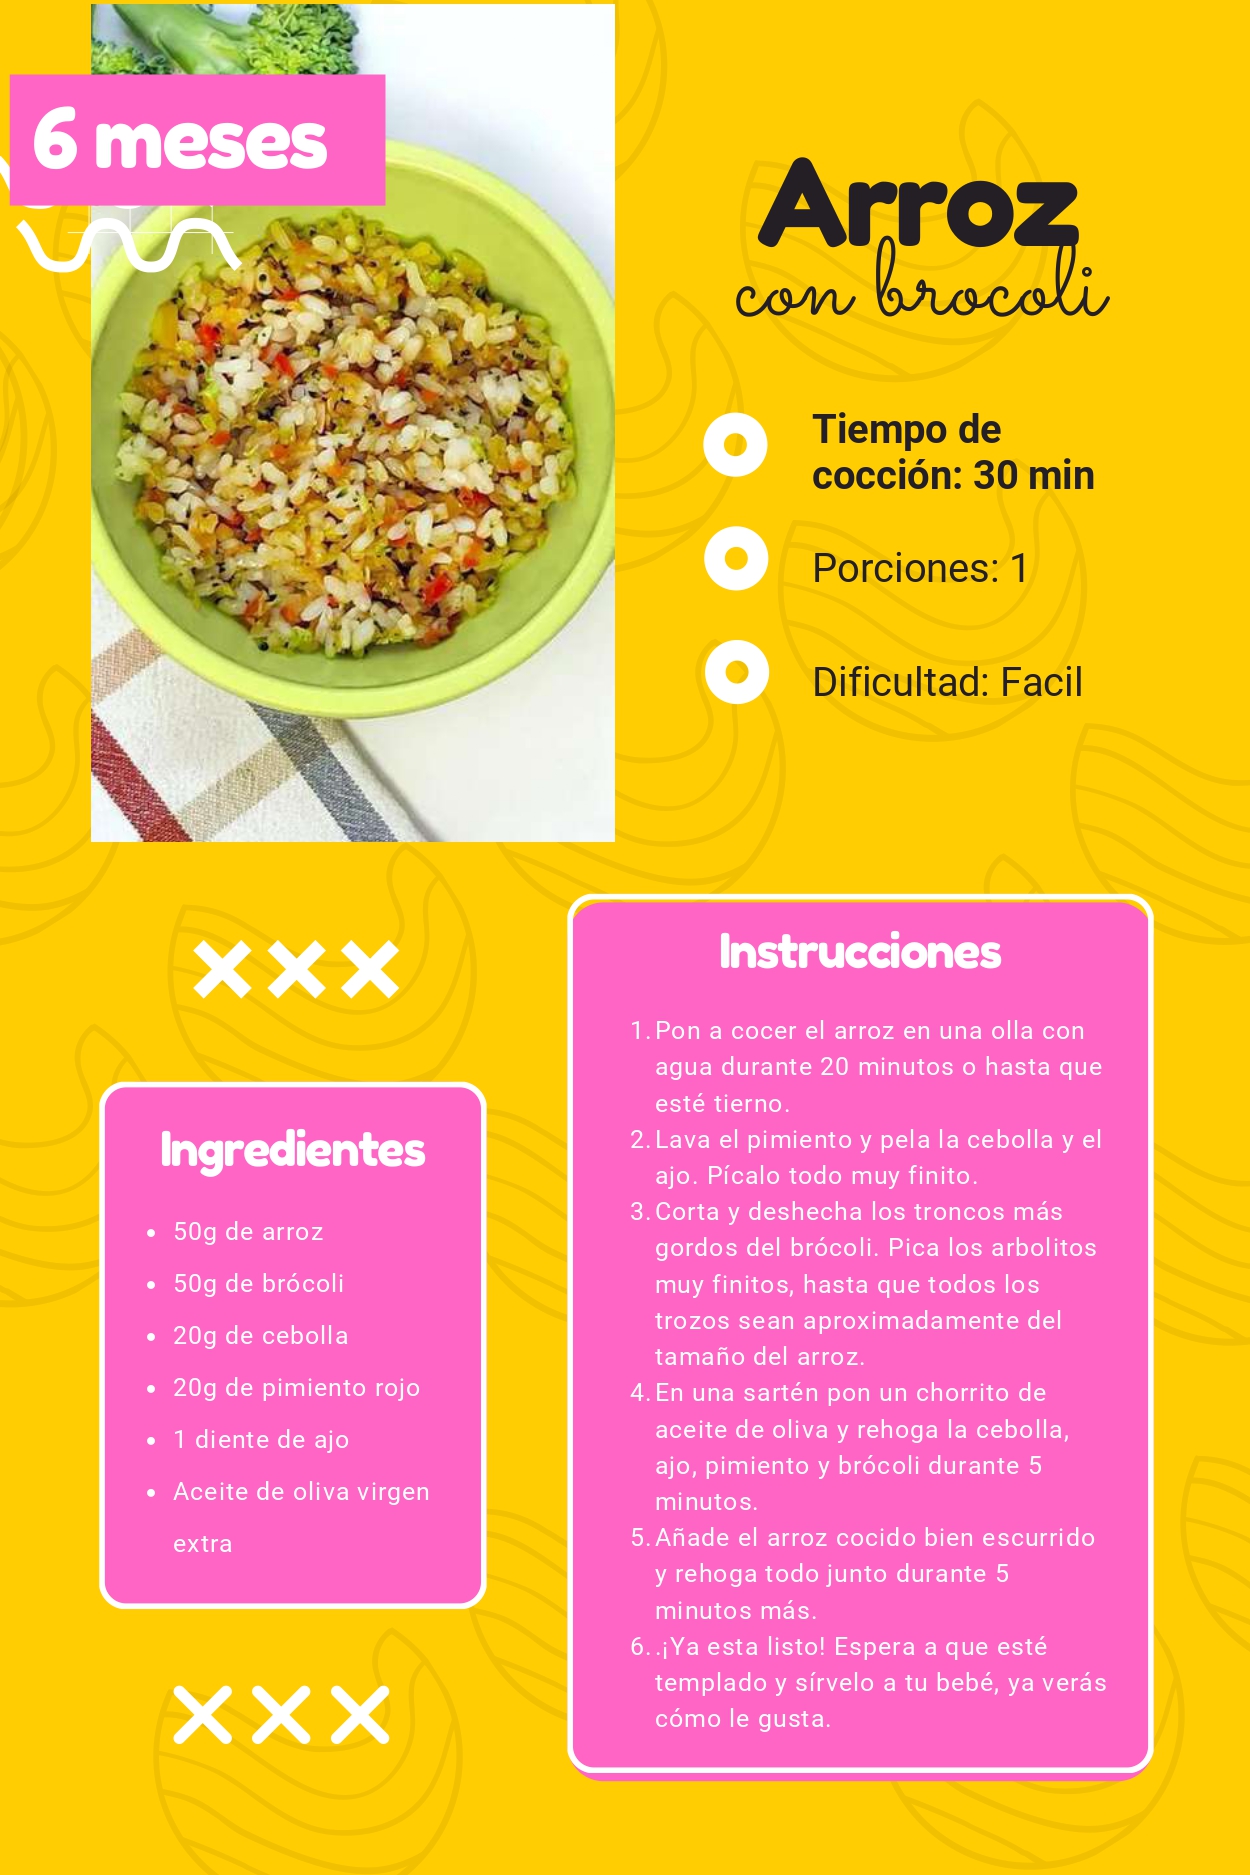 6 meses
Arroz
con brocoli
Tiempo de
cocción: 30 min
Porciones: 1
Dificultad: Facil
Ingredientes
• 50g de arroz
• 50g de brócoli
• 20g de cebolla
• 20g de pimiento rojo
• 1 diente de ajo
• Aceite de oliva virgen
extra
Instrucciones
1. Pon a cocer el arroz en una olla con
agua durante 20 minutos o hasta que
esté tierno.
2. Lava el pimiento y pela la cebolla y el
ajo. Pícalo todo muy finito.
3. Corta y deshecha los troncos más
gordos del brócoli. Pica los arbolitos
muy finitos, hasta que todos los
trozos sean aproximadamente del
tamaño del arroz.
4. En una sartén pon un chorrito de
aceite de oliva y rehoga la cebolla,
ajo, pimiento y brócoli durante 5
minutos.
5. Añade el arroz cocido bien escurrido
y rehoga todo junto durante 5
minutos más.
6. .¡Ya esta listo! Espera a que esté
templado y sírvelo a tu bebé, ya verás
cómo le gusta.